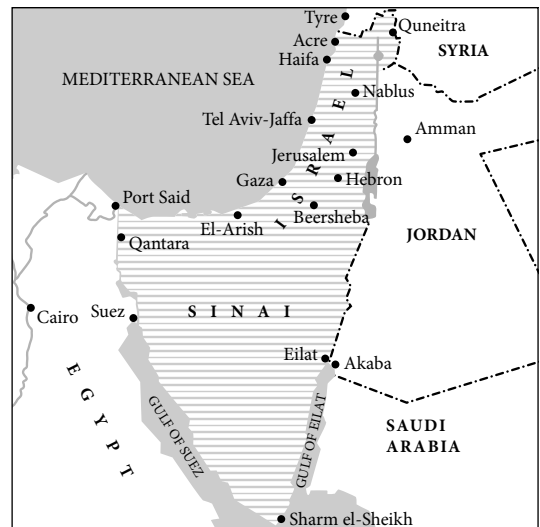 Tyre
Quneitra
Acre
SYRIA
Haifa
MEDITERRANEAN SEA
Nablus
Tel Aviv-Jaffa
Amman
ISRAEL
Jerusalem
Gaza
Hebron
Port Said
El-Arish
Beersheba
Qantara
JORDAN
Cairo
Suez
SINAI
Eilat
Akaba
EGYPT
GULF OF SUEZ
GULF OF EILAT
SAUDI
ARABIA
Sharm el-Sheikh